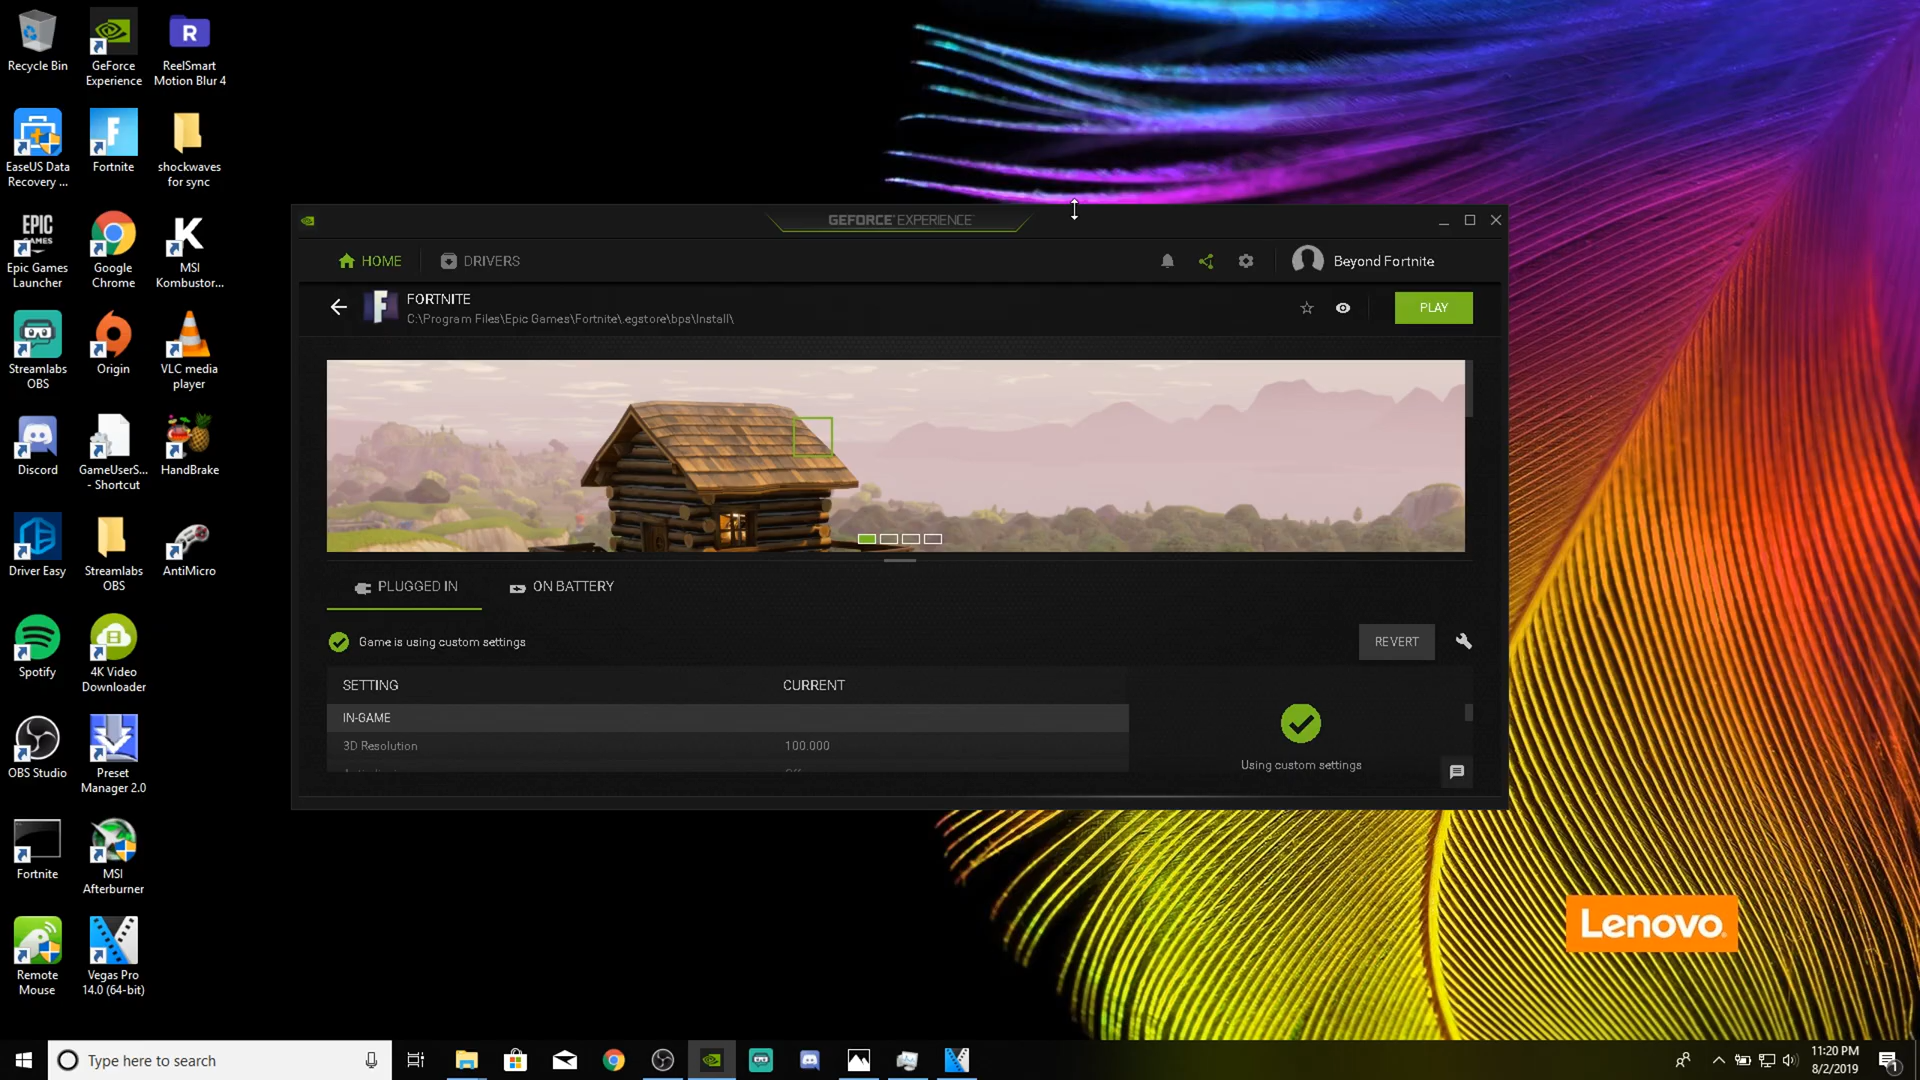 Recycle Bin
GeForce
Experience
R
ReelSmart
Motion Blur 4
EaseUS Data
Recovery ...
F
Fortnite
shockwaves
for sync
EPIC
GAMES
Epic Games
Launcher
Google
Chrome
K
MSI
Kombustor...
Streamlabs
OBS
Origin
VLC media
player
Discord
GameUserS...
- Shortcut
HandBrake
Driver Easy
Streamlabs
OBS
AntiMicro
Spotify
4K Video
Downloader
OBS Studio
Preset
Manager 2.0
Fortnite
MSI
Afterburner
Remote
Mouse
Vegas Pro
14.0 (64-bit)
GEFORCE EXPERIENCE
HOME
DRIVERS
Beyond Fortnite
F
FORTNITE
C:\Program Files\Epic Games\Fortnite\.egstore\bps\Install\
PLAY
PLUGGED IN
ON BATTERY
Game is using custom settings
REVERT
SETTING
CURRENT
IN-GAME
3D Resolution
100.000
Using custom settings
Lenovo
Type here to search
11:20 PM
8/2/2019
1